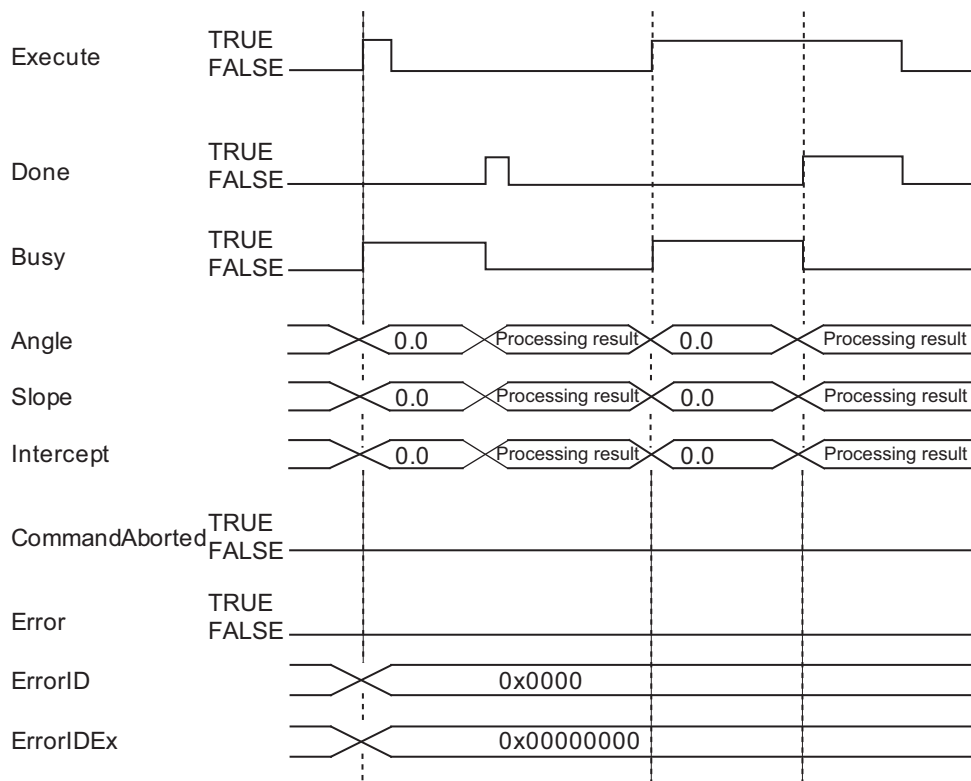 Execute TRUE
FALSE
Done TRUE
FALSE
Busy TRUE
FALSE
Angle 0.0 Processing result 0.0 Processing result
Slope 0.0 Processing result 0.0 Processing result
Intercept 0.0 Processing result 0.0 Processing result
CommandAborted TRUE
FALSE
Error TRUE
FALSE
ErrorID 0x0000
ErrorIDEx 0x00000000